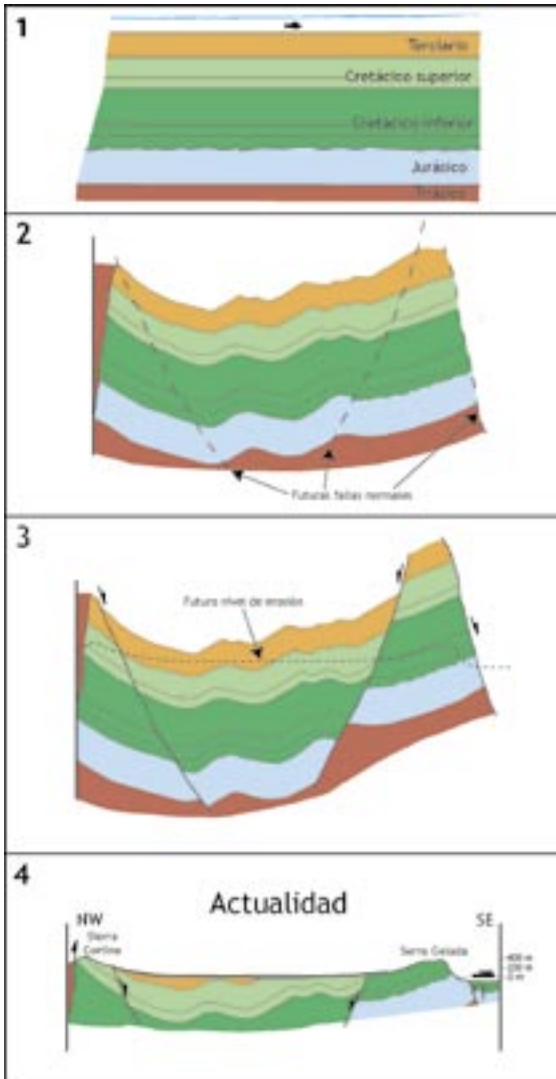 1
Terciario
Cretácico superior
Cretácico inferior
Jurásico
Triásico
2
Futuras fallas normales
3
Futuro nivel de erosión
4
Actualidad
NW
SE
Sierra
Cortina
Serra Gelada
400 m
200 m
0 m